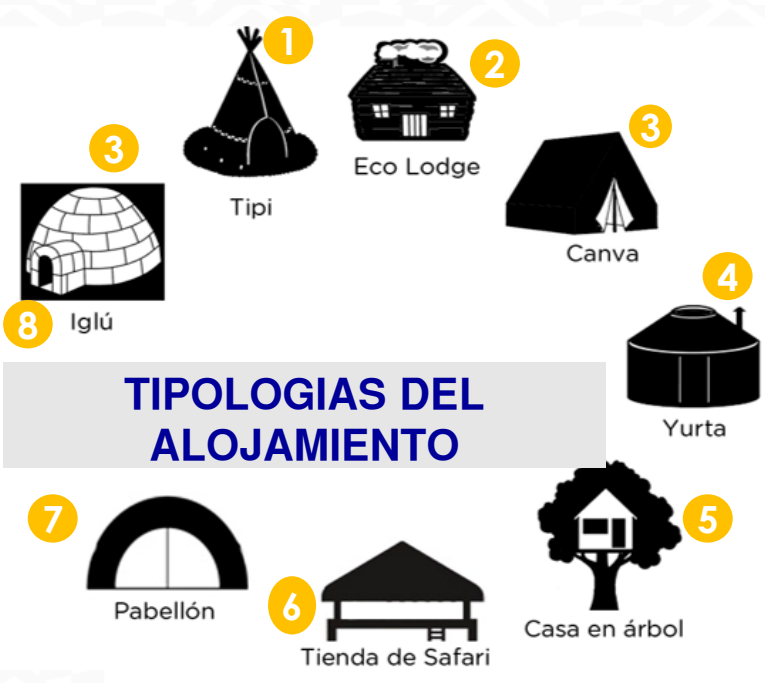 1
2
Eco Lodge
3
3
Tipi
Canva
4
8
Iglú
TIPOLOGIAS DEL
ALOJAMIENTO
Yurta
7
5
6
Pabellón
Casa en árbol
Tienda de Safari